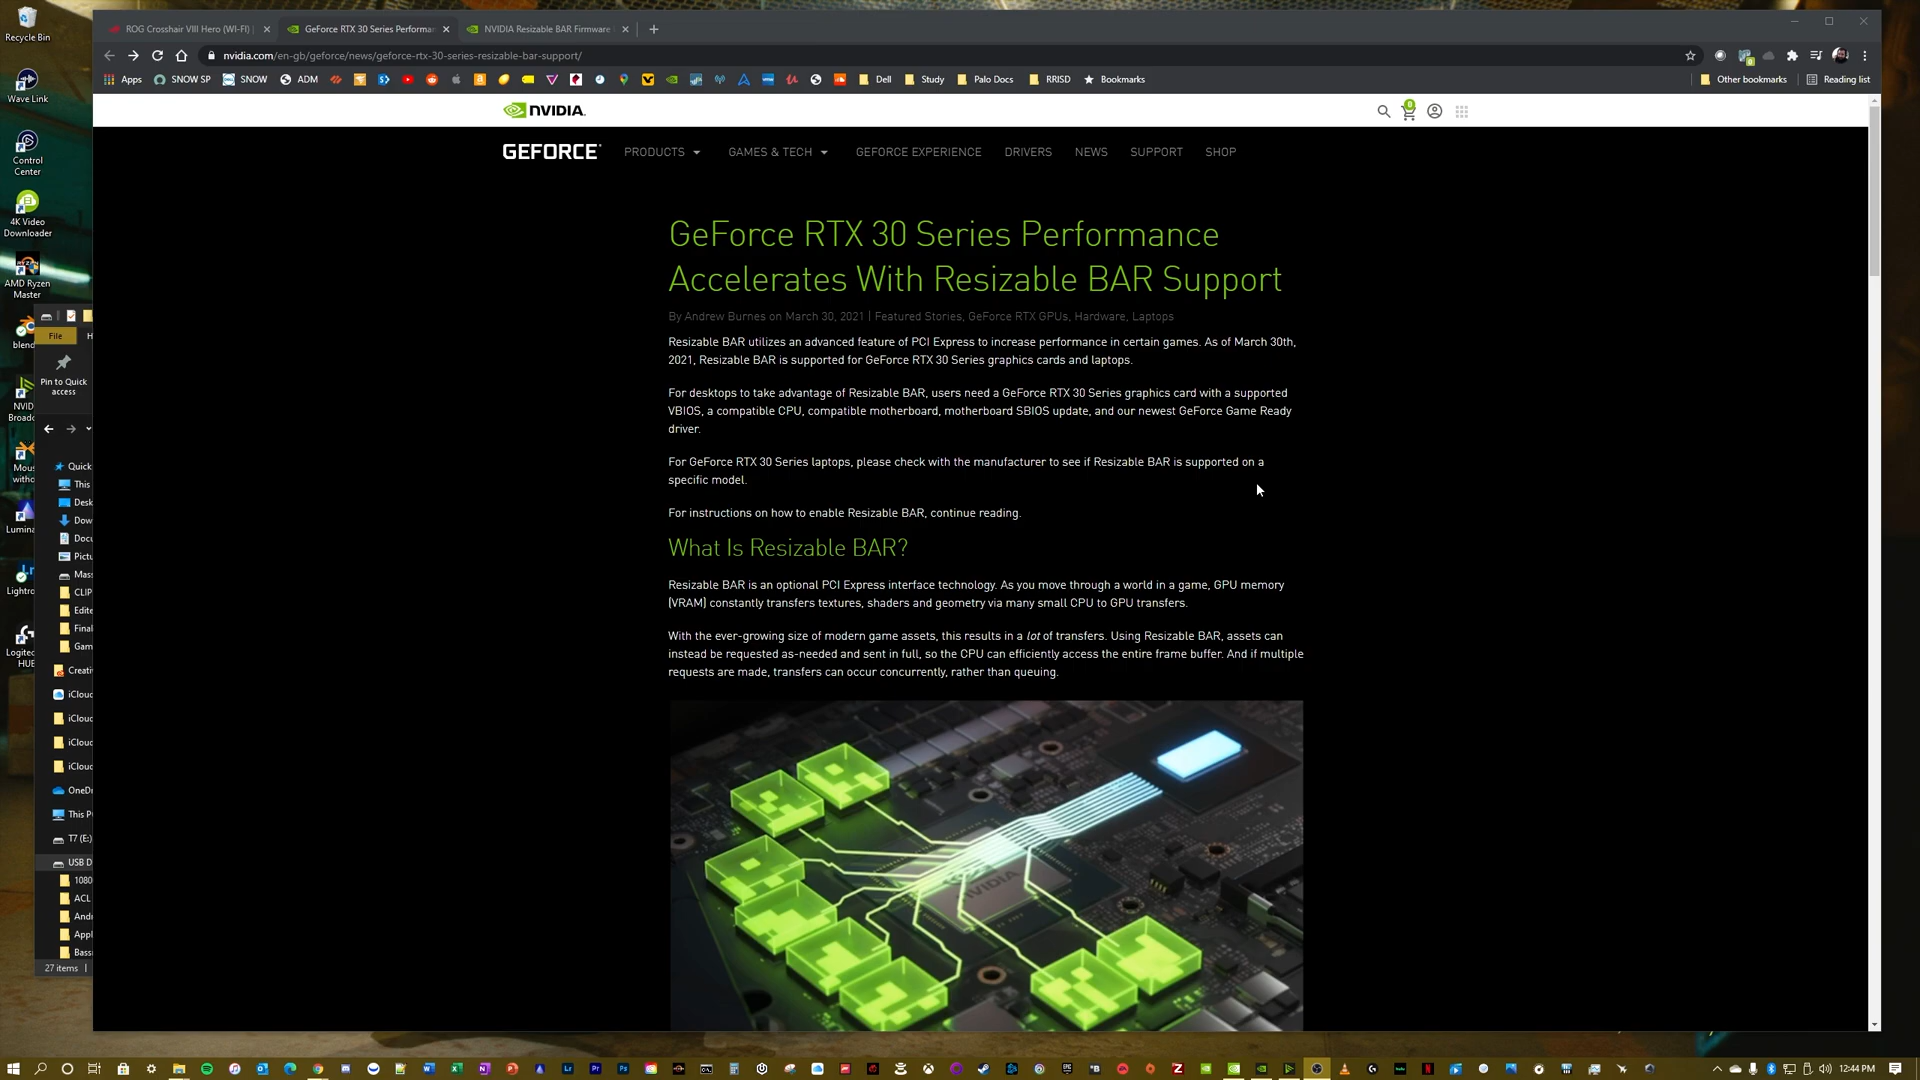 Recycle Bin
Wave Link
Control
Center
4K Video
Downloader
AMD Ryzen
Master
ROG Crosshair VIII Hero (WI-FI) |
GeForce RTX 30 Series Performa
NVIDIA Resizable BAR Firmware
nvidia.com/en-gb/geforce/news/geforce-rtx-30-series-resizable-bar-support/
Apps
SNOW SP
SNOW
ADM
Dell
Study
Palo Docs
RRISD
Bookmarks
Other bookmarks
Reading list
NVIDIA.
0
GEFORCE
PRODUCTS
GAMES & TECH
GEFORCE EXPERIENCE
DRIVERS
NEWS
SUPPORT
SHOP
GeForce RTX 30 Series Performance
Accelerates With Resizable BAR Support
By Andrew Burnes on March 30, 2021 | Featured Stories, GeForce RTX GPUs, Hardware, Laptops
Resizable BAR utilizes an advanced feature of PCI Express to increase performance in certain games. As of March 30th,
2021, Resizable BAR is supported for GeForce RTX 30 Series graphics cards and laptops.
For desktops to take advantage of Resizable BAR, users need a GeForce RTX 30 Series graphics card with a supported
VBIOS, a compatible CPU, compatible motherboard, motherboard SBIOS update, and our newest GeForce Game Ready
driver.
For GeForce RTX 30 Series laptops, please check with the manufacturer to see if Resizable BAR is supported on a
specific model.
For instructions on how to enable Resizable BAR, continue reading.
What Is Resizable BAR?
Resizable BAR is an optional PCI Express interface technology. As you move through a world in a game, GPU memory
(VRAM) constantly transfers textures, shaders and geometry via many small CPU to GPU transfers.
With the ever-growing size of modern game assets, this results in a lot of transfers. Using Resizable BAR, assets can
instead be requested as-needed and sent in full, so the CPU can efficiently access the entire frame buffer. And if multiple
requests are made, transfers can occur concurrently, rather than queuing.
NVIDIA
blen
NVID
Broadc
Mous
witho
Lumina
Lightro
Logitec
HUB
File
H
Pin to Quick
access
Quick
This
Desk
Dow
Docu
Pictu
Mass
CLIP
Edite
Final
Gam
Creati
iCloud
iCloud
iCloud
iCloud
OneDr
This P
T7 (E:)
USB D
1080
ACL
Andr
Appl
Bass
27 items
12:44 PM